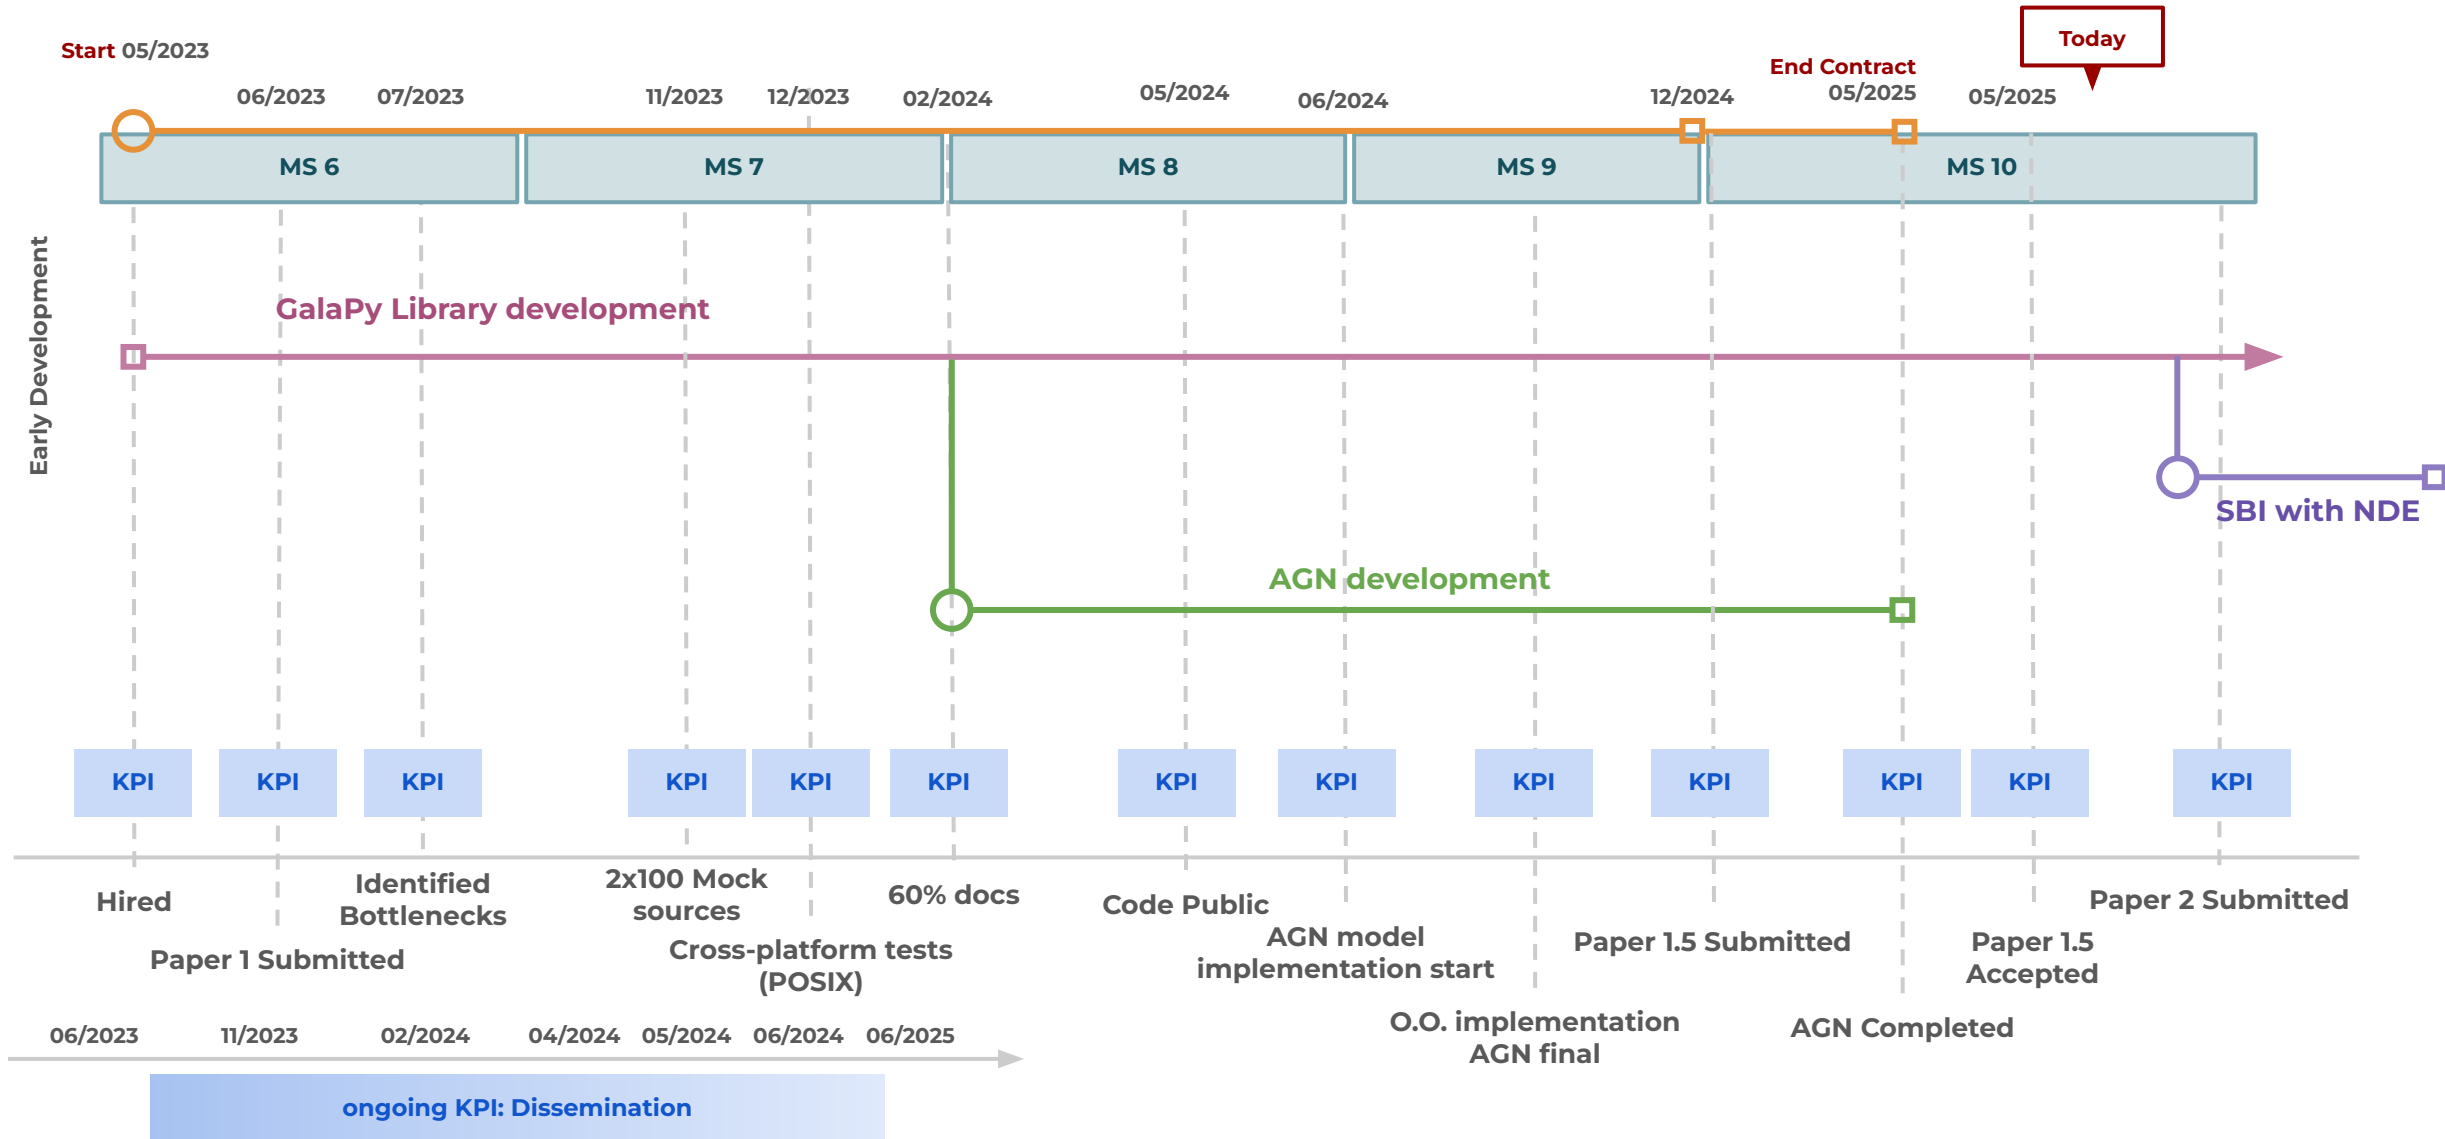 Today
Start 05/2023
End Contract
06/2023
07/2023
11/2023
12/2023
02/2024
05/2024
06/2024
12/2024
05/2025
05/2025
MS 6
MS 7
MS 8
MS 9
MS 10
Early Development
GalaPy Library development
SBI with NDE
AGN development
KPI
KPI
KPI
KPI
KPI
KPI
KPI
KPI
KPI
KPI
KPI
KPI
KPI
Hired
Paper 1 Submitted
Identified
Bottlenecks
2x100 Mock
sources
Cross-platform tests
(POSIX)
60% docs
Code Public
AGN model
implementation start
O.O. implementation
AGN final
Paper 1.5 Submitted
AGN Completed
Paper 1.5
Accepted
Paper 2 Submitted
06/2023
11/2023
02/2024
04/2024
05/2024
06/2024
06/2025
ongoing KPI: Dissemination